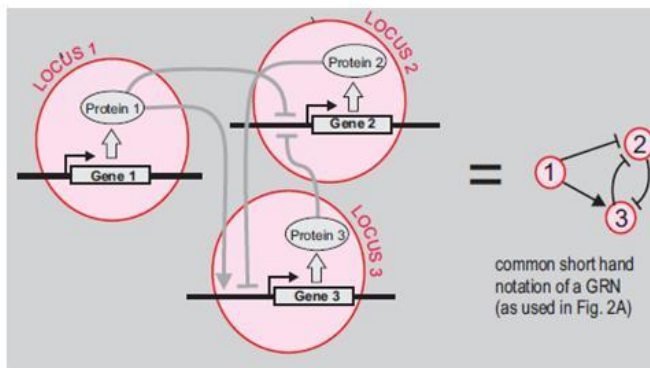 LOCUS 1
Protein 1
Gene 1
LOCUS 2
Protein 2
Gene 2
LOCUS 3
Protein 3
Gene 3
=
1
2
3
common short hand
notation of a GRN
(as used in Fig. 2A)